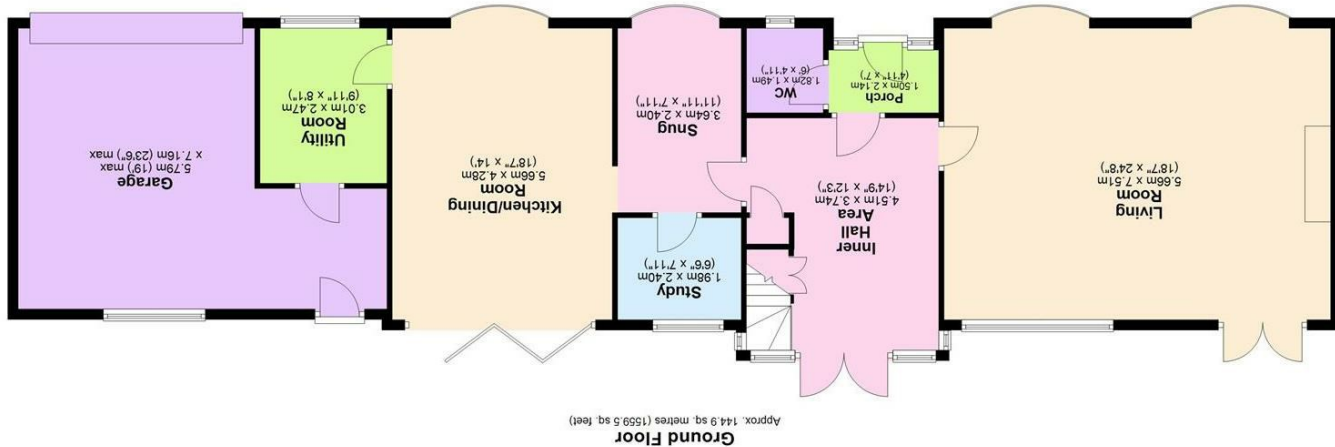 Ground Floor
Approx. 144.9 sq. metres (1559.5 sq. feet)
Living
Room
5.66m x 7.51m
(18'7" x 24'8")
Inner
Hall
Area
4.51m x 3.74m
(14'9" x 12'3")
Study
1.98m x 2.40m
(6'6" x 7'11")
Kitchen/Dining
Room
5.66m x 4.28m
(18'7" x 14')
Garage
5.79m (19') max
x 7.16m (23'6") max
Utility
Room
3.01m x 2.47m
(9'11" x 8'1")
Snug
3.64m x 2.40m
(11'11" x 7'11")
WC
1.82m x 1.49m
(6' x 4'11")
Porch
1.50m x 2.14m
(4'11" x 7')